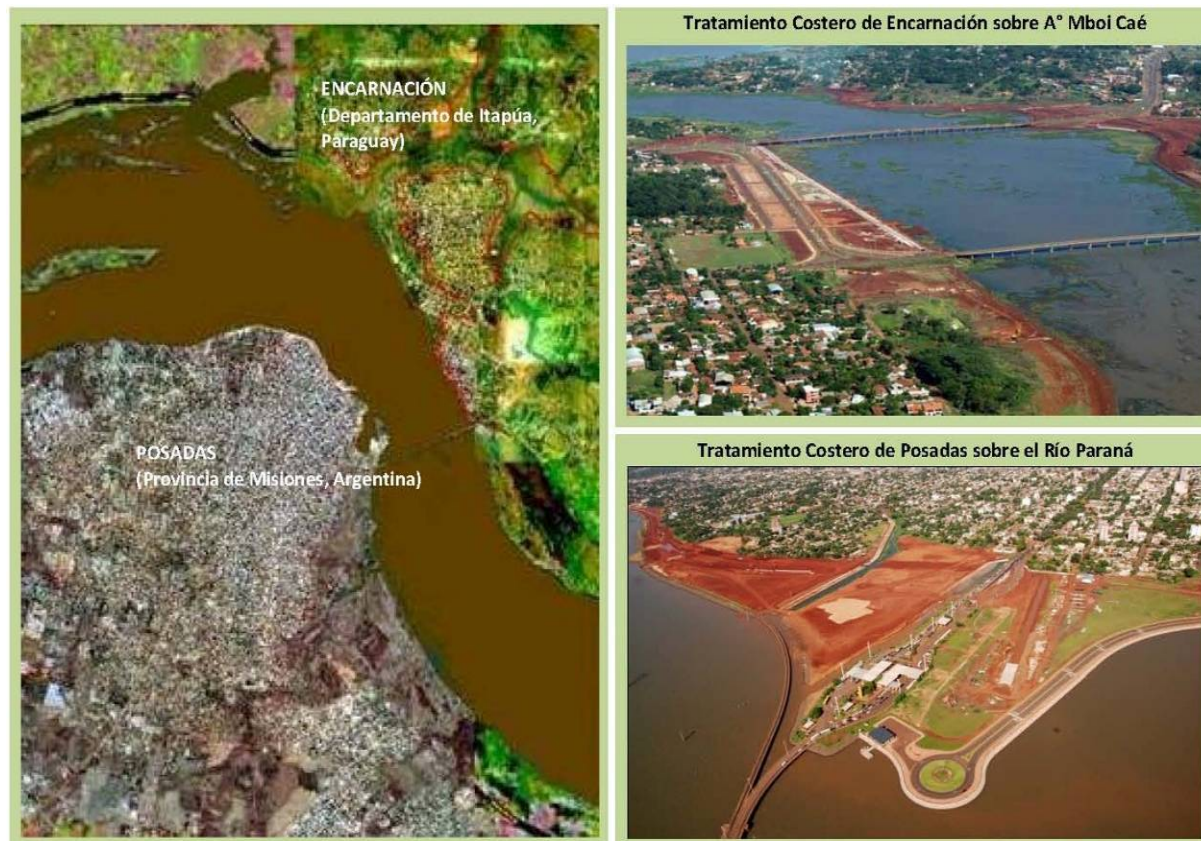 ENCARNACIÓN
(Departamento de Itapúa,
Paraguay)
POSADAS
(Provincia de Misiones, Argentina)
Tratamiento Costero de Encarnación sobre A° Mboi Caé
Tratamiento Costero de Posadas sobre el Río Paraná